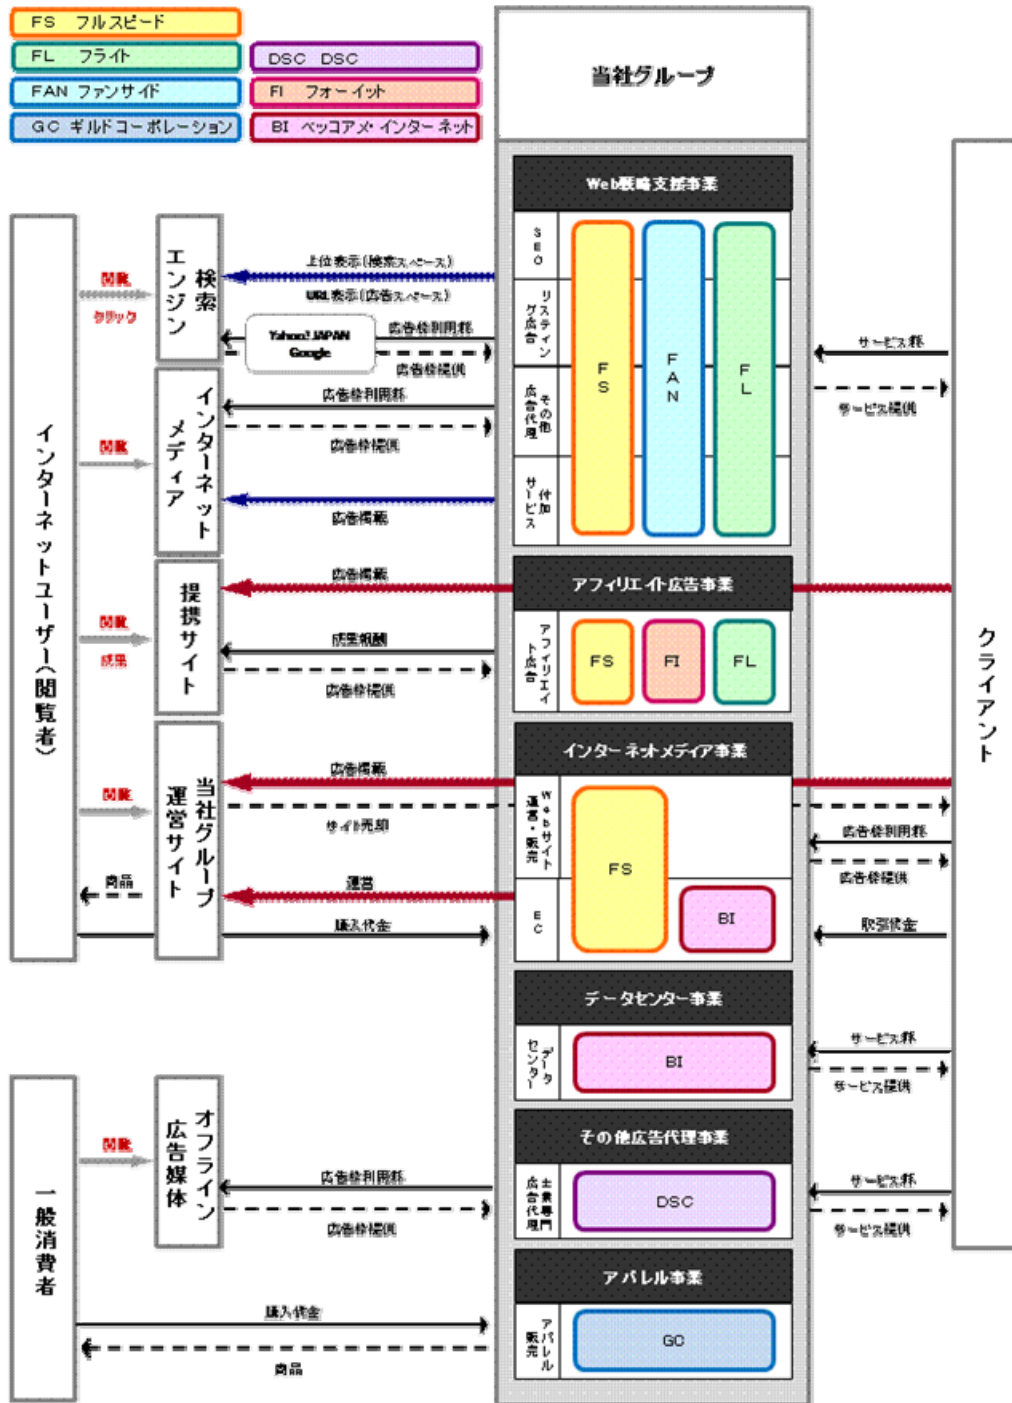 FS フルスピード
FL フライト
DSC DSC
FAN ファンサイド
FI フォーイット
GC ギルドコーポレーション
BI ベッコアメ・インターネット
当社グループ
Web戦略支援事業
SEO
リスティング広告
その他広告代理
付加サービス
FS
FAN
FL
検索エンジン
閲覧
クリック
上位表示(検索スペース)
URL表示(広告スペース)
Yahoo! JAPAN
Google
広告枠利用料
広告枠提供
サービス料
サービス提供
インターネットメディア
閲覧
広告枠利用料
広告枠提供
広告掲載
インターネットユーザー(閲覧者)
クライアント
アフィリエイト広告事業
アフィリエイト広告
FS
FI
FL
提携サイト
閲覧
成果
広告掲載
成果報酬
広告枠提供
インターネットメディア事業
Webサイト運営・販売
EC
FS
BI
当社グループ運営サイト
閲覧
商品
広告掲載
サイト売却
運営
購入代金
広告枠利用料
広告枠提供
取引代金
データセンター事業
データセンター
BI
サービス料
サービス提供
その他広告代理事業
士業専門広告代理
DSC
オフライン広告媒体
閲覧
広告枠利用料
広告枠提供
サービス料
サービス提供
一般消費者
アパレル事業
アパレル販売
GC
購入代金
商品